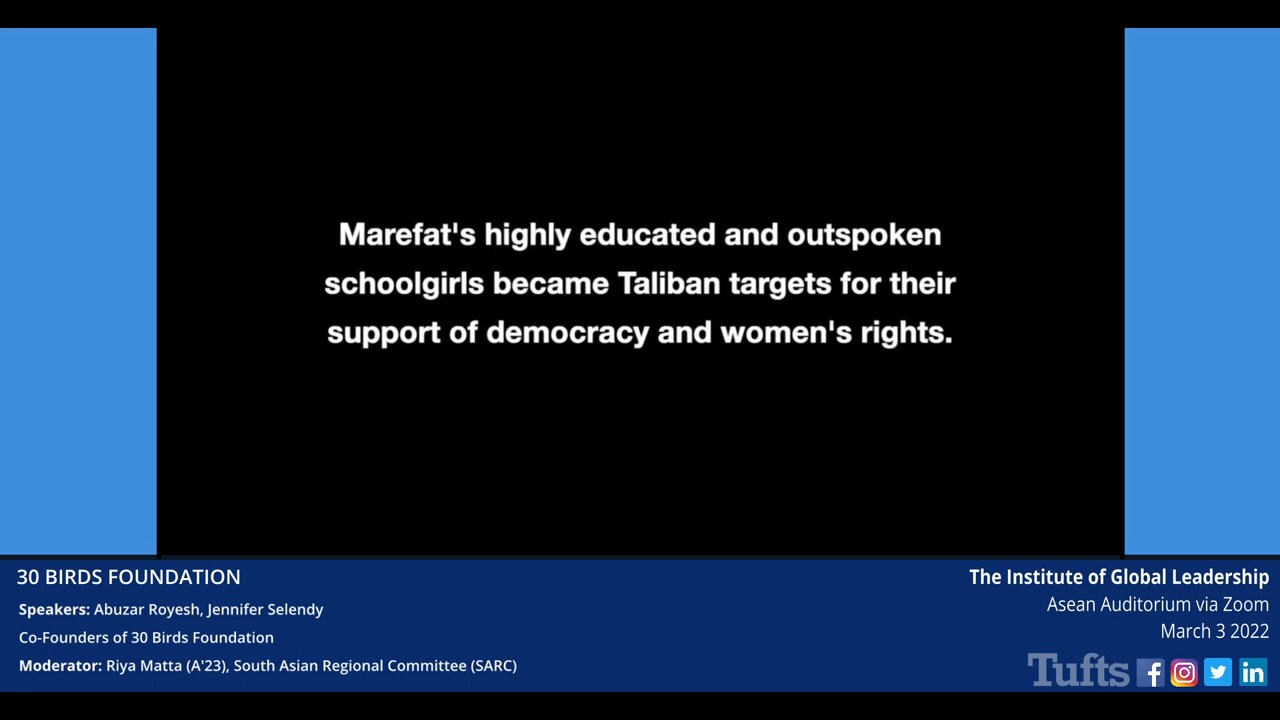 Marefat's highly educated and outspoken
schoolgirls became Taliban targets for their
support of democracy and women's rights.
30 BIRDS FOUNDATION
Speakers: Abuzar Royesh, Jennifer Selendy
Co-Founders of 30 Birds Foundation
Moderator: Riya Matta (A'23), South Asian Regional Committee (SARC)
The Institute of Global Leadership
Asean Auditorium via Zoom
March 3 2022
Tufts